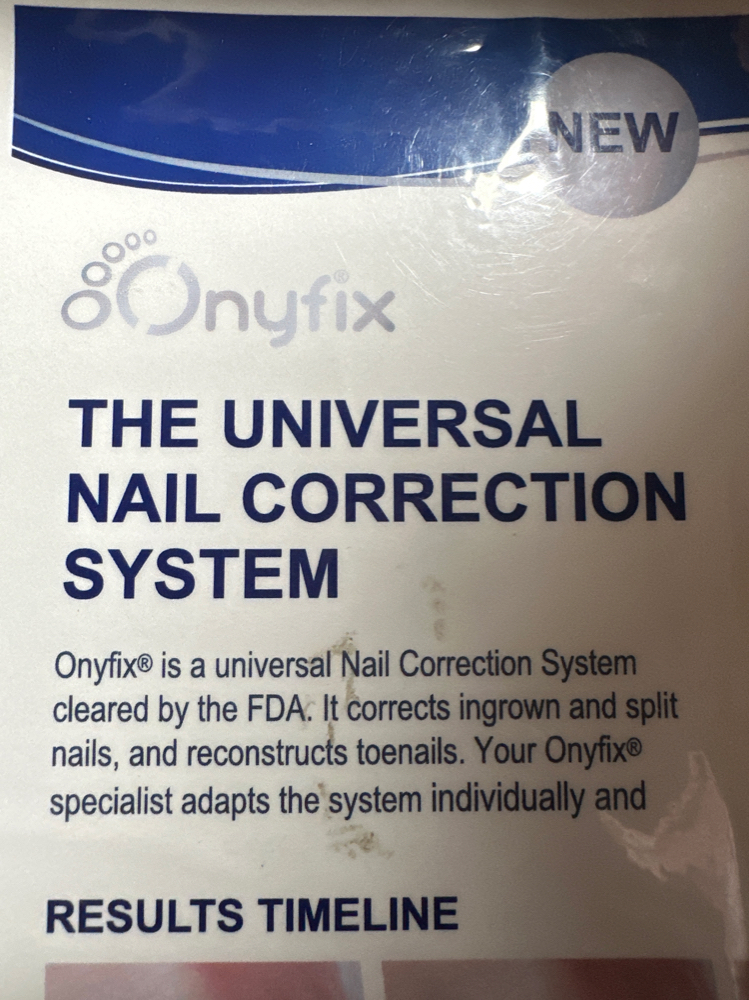 NEW
Onyfix®
THE UNIVERSAL
NAIL CORRECTION
SYSTEM
Onyfix® is a universal Nail Correction System
cleared by the FDA. It corrects ingrown and split
nails, and reconstructs toenails. Your Onyfix®
specialist adapts the system individually and
RESULTS TIMELINE